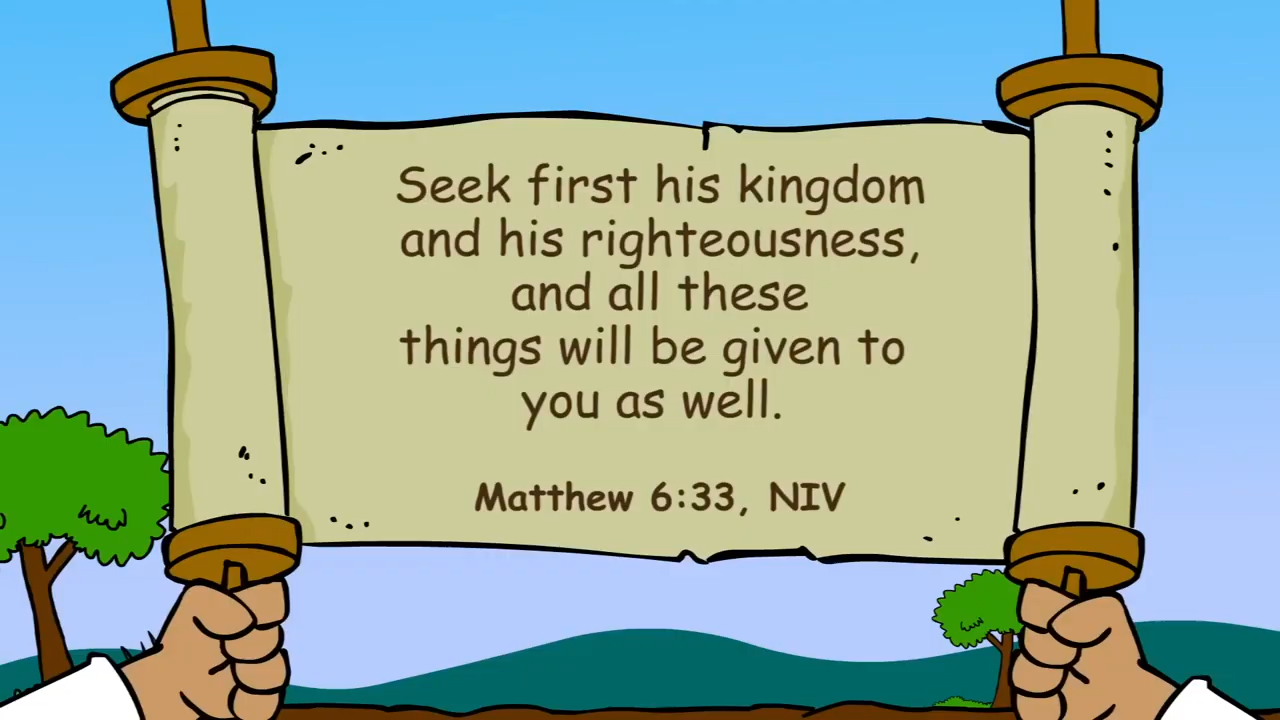 Seek first his kingdom
and his righteousness,
and all these
things will be given to
you as well.
Matthew 6:33, NIV